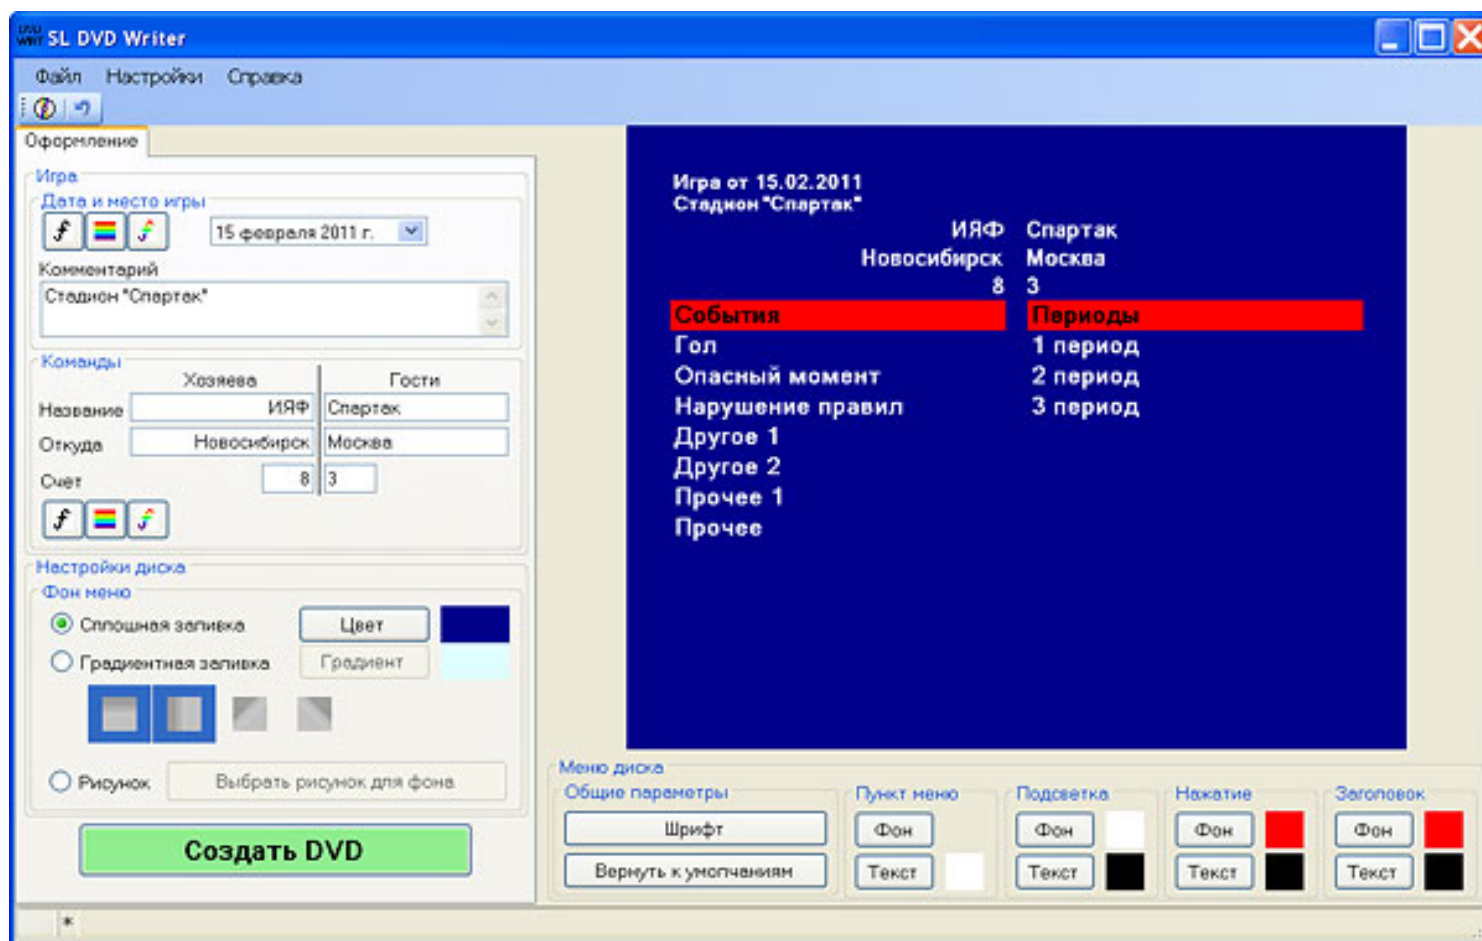 SL DVD Writer
Файл Настройки Справка
Оформление
Игра
Дата и место игры
15 февраля 2011 г.
Комментарий
Стадион "Спартак"
Команды
Хозяева Гости
Название ИЯФ Спартак
Откуда Новосибирск Москва
Счет 8 3
Настройки диска
Фон меню
Сплошная заливка Цвет
Градиентная заливка Градиент
Рисунок Выбрать рисунок для фона
Создать DVD
Игра от 15.02.2011
Стадион "Спартак"
ИЯФ Спартак
Новосибирск Москва
8 3
События Периоды
Гол 1 период
Опасный момент 2 период
Нарушение правил 3 период
Другое 1
Другое 2
Прочее 1
Прочее
Меню диска
Общие параметры Пункт меню Подсветка Нажатие Заголовок
Шрифт Фон Фон Фон Фон
Вернуть к умолчаниям Текст Текст Текст Текст
*